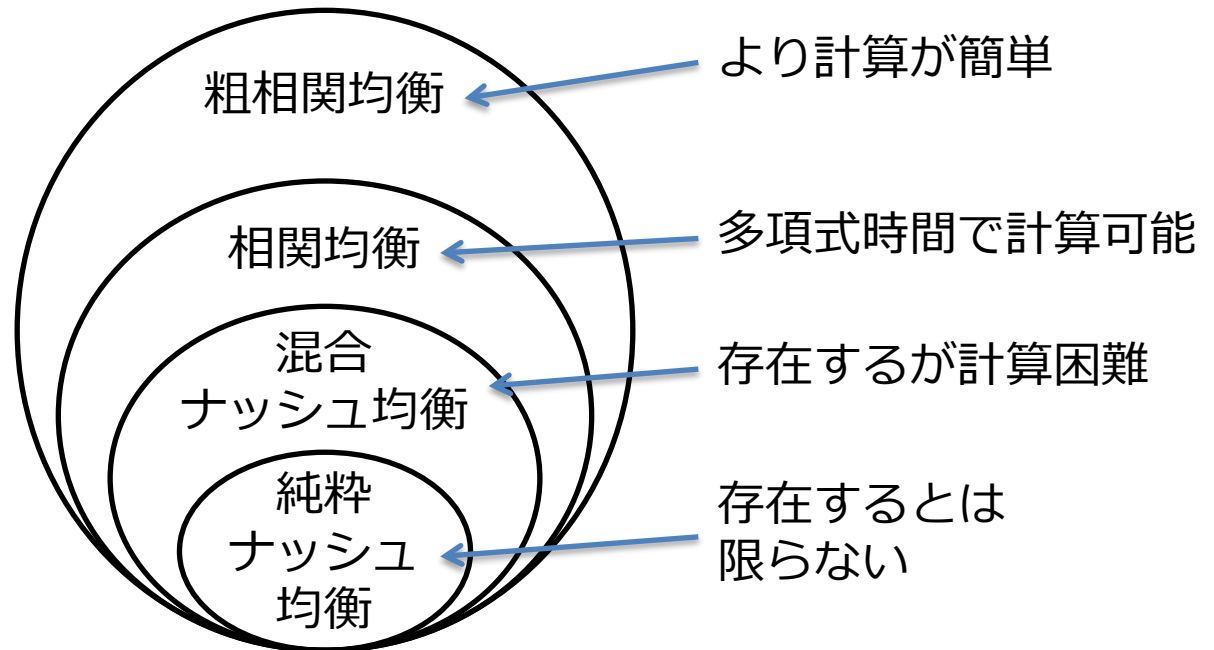 粗相関均衡
より計算が簡単
相関均衡
多項式時間で計算可能
混合
ナッシュ均衡
存在するが計算困難
純粋
ナッシュ
均衡
存在するとは
限らない